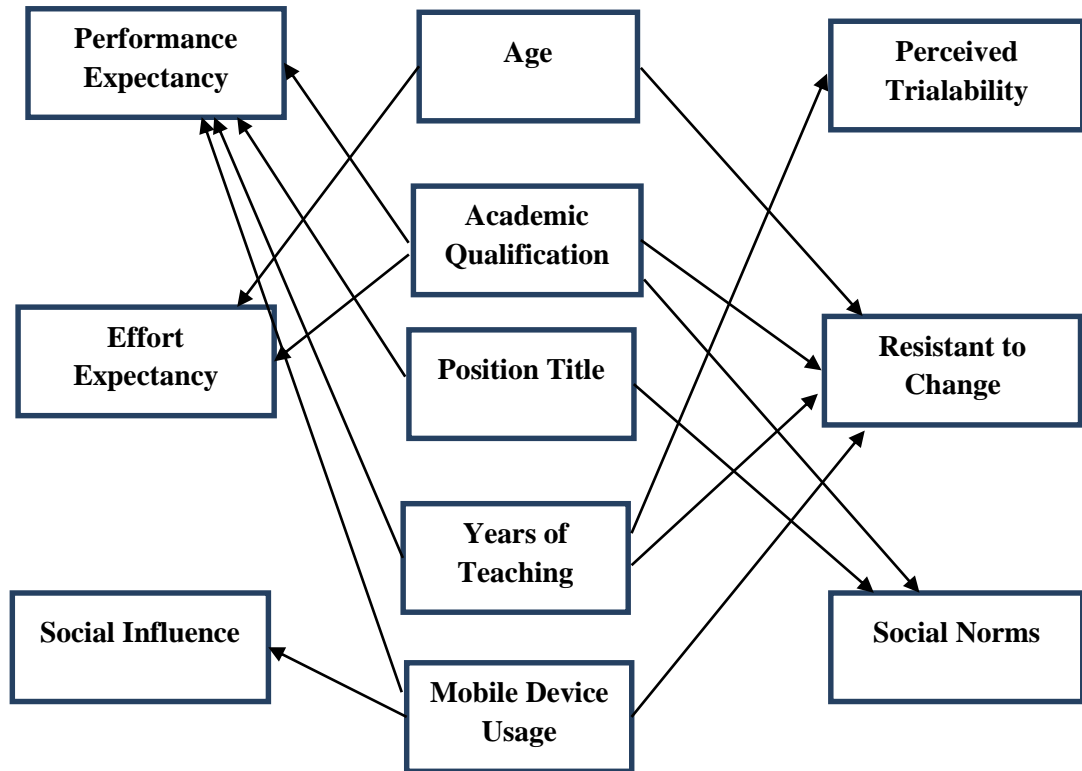 Performance
Expectancy
Age
Perceived
Trialability
Academic
Qualification
Effort
Expectancy
Position Title
Resistant to
Change
Years of
Teaching
Social Influence
Social Norms
Mobile Device
Usage